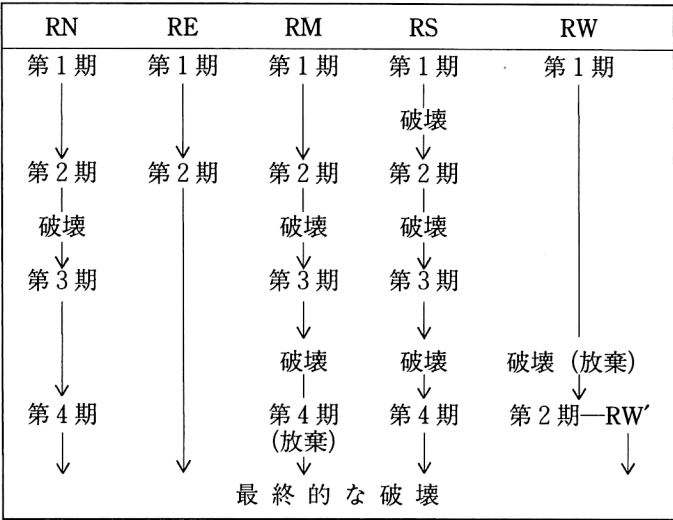 RN RE RM RS RW
第1期 第1期 第1期 第1期 第1期
破壊
第2期 第2期 第2期 第2期
破壊 破壊 破壊
第3期 第3期 第3期
破壊 破壊 破壊(放棄)
第4期 第4期 第4期 第2期—RW′
(放棄)
最終的な破壊